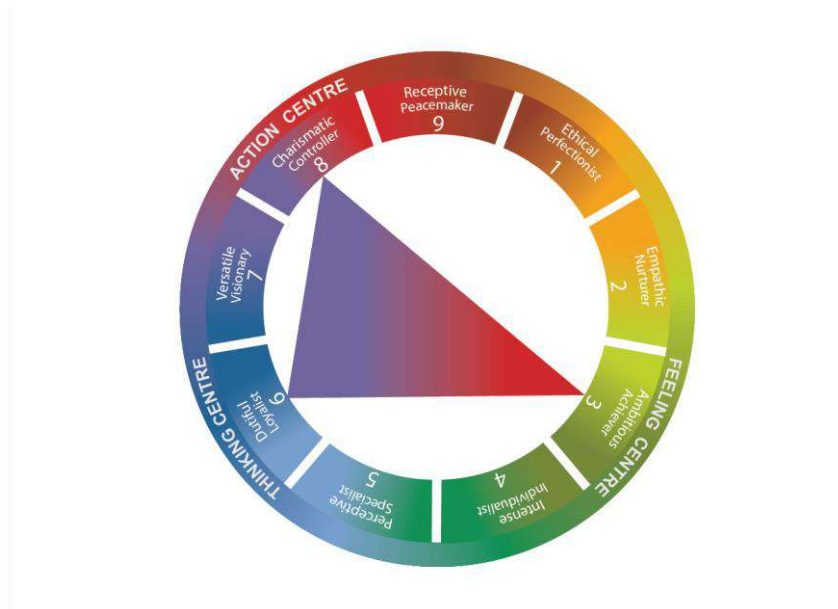 ACTION CENTRE
Receptive
Peacemaker
9
Ethical
Perfectionist
1
Empathic
Nurturer
2
FEELING CENTRE
Ambitious
Achiever
3
Intense
Individualist
4
Perceptive
Specialist
5
THINKING CENTRE
Dutiful
Loyalist
6
Versatile
Visionary
7
Charismatic
Controller
8